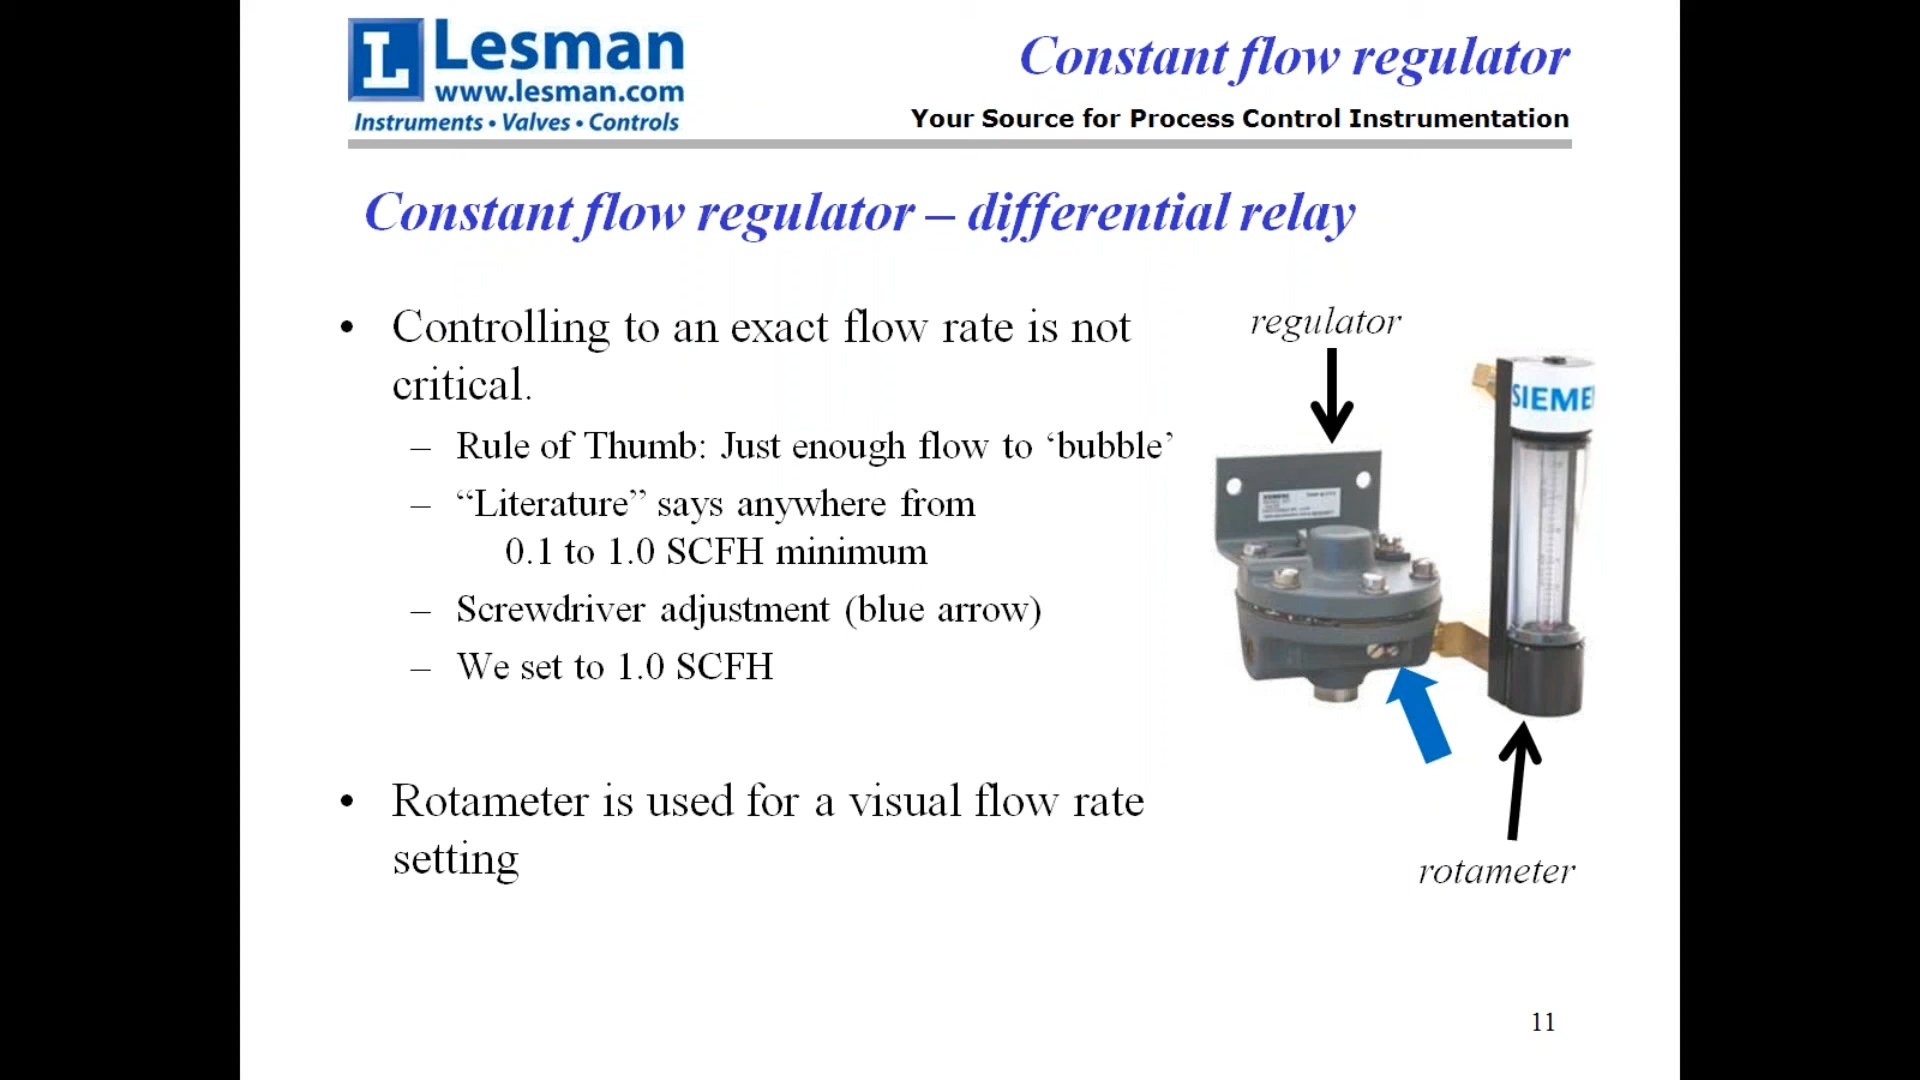 Lesman
www.lesman.com
Instruments • Valves • Controls
Constant flow regulator
Your Source for Process Control Instrumentation
Constant flow regulator – differential relay
• Controlling to an exact flow rate is not
critical.
– Rule of Thumb: Just enough flow to ‘bubble’
– “Literature” says anywhere from
0.1 to 1.0 SCFH minimum
– Screwdriver adjustment (blue arrow)
– We set to 1.0 SCFH
• Rotameter is used for a visual flow rate
setting
regulator
SIEME
rotameter
11